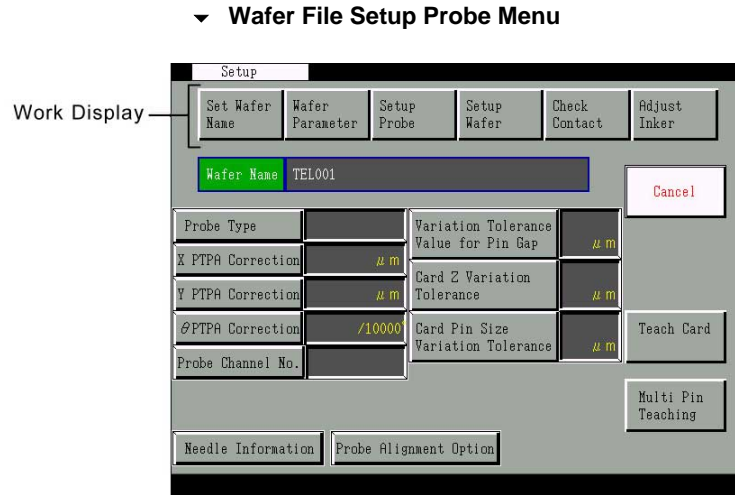 Wafer File Setup Probe Menu
Setup
Work Display
Set Wafer
Name
Wafer
Parameter
Setup
Probe
Setup
Wafer
Check
Contact
Adjust
Inker
Wafer Name
TEL001
Cancel
Probe Type
X PTPA Correction
μm
Y PTPA Correction
μm
θPTPA Correction
/10000°
Probe Channel No.
Variation Tolerance
Value for Pin Gap
μm
Card Z Variation
Tolerance
μm
Card Pin Size
Variation Tolerance
μm
Teach Card
Multi Pin
Teaching
Needle Information
Probe Alignment Option